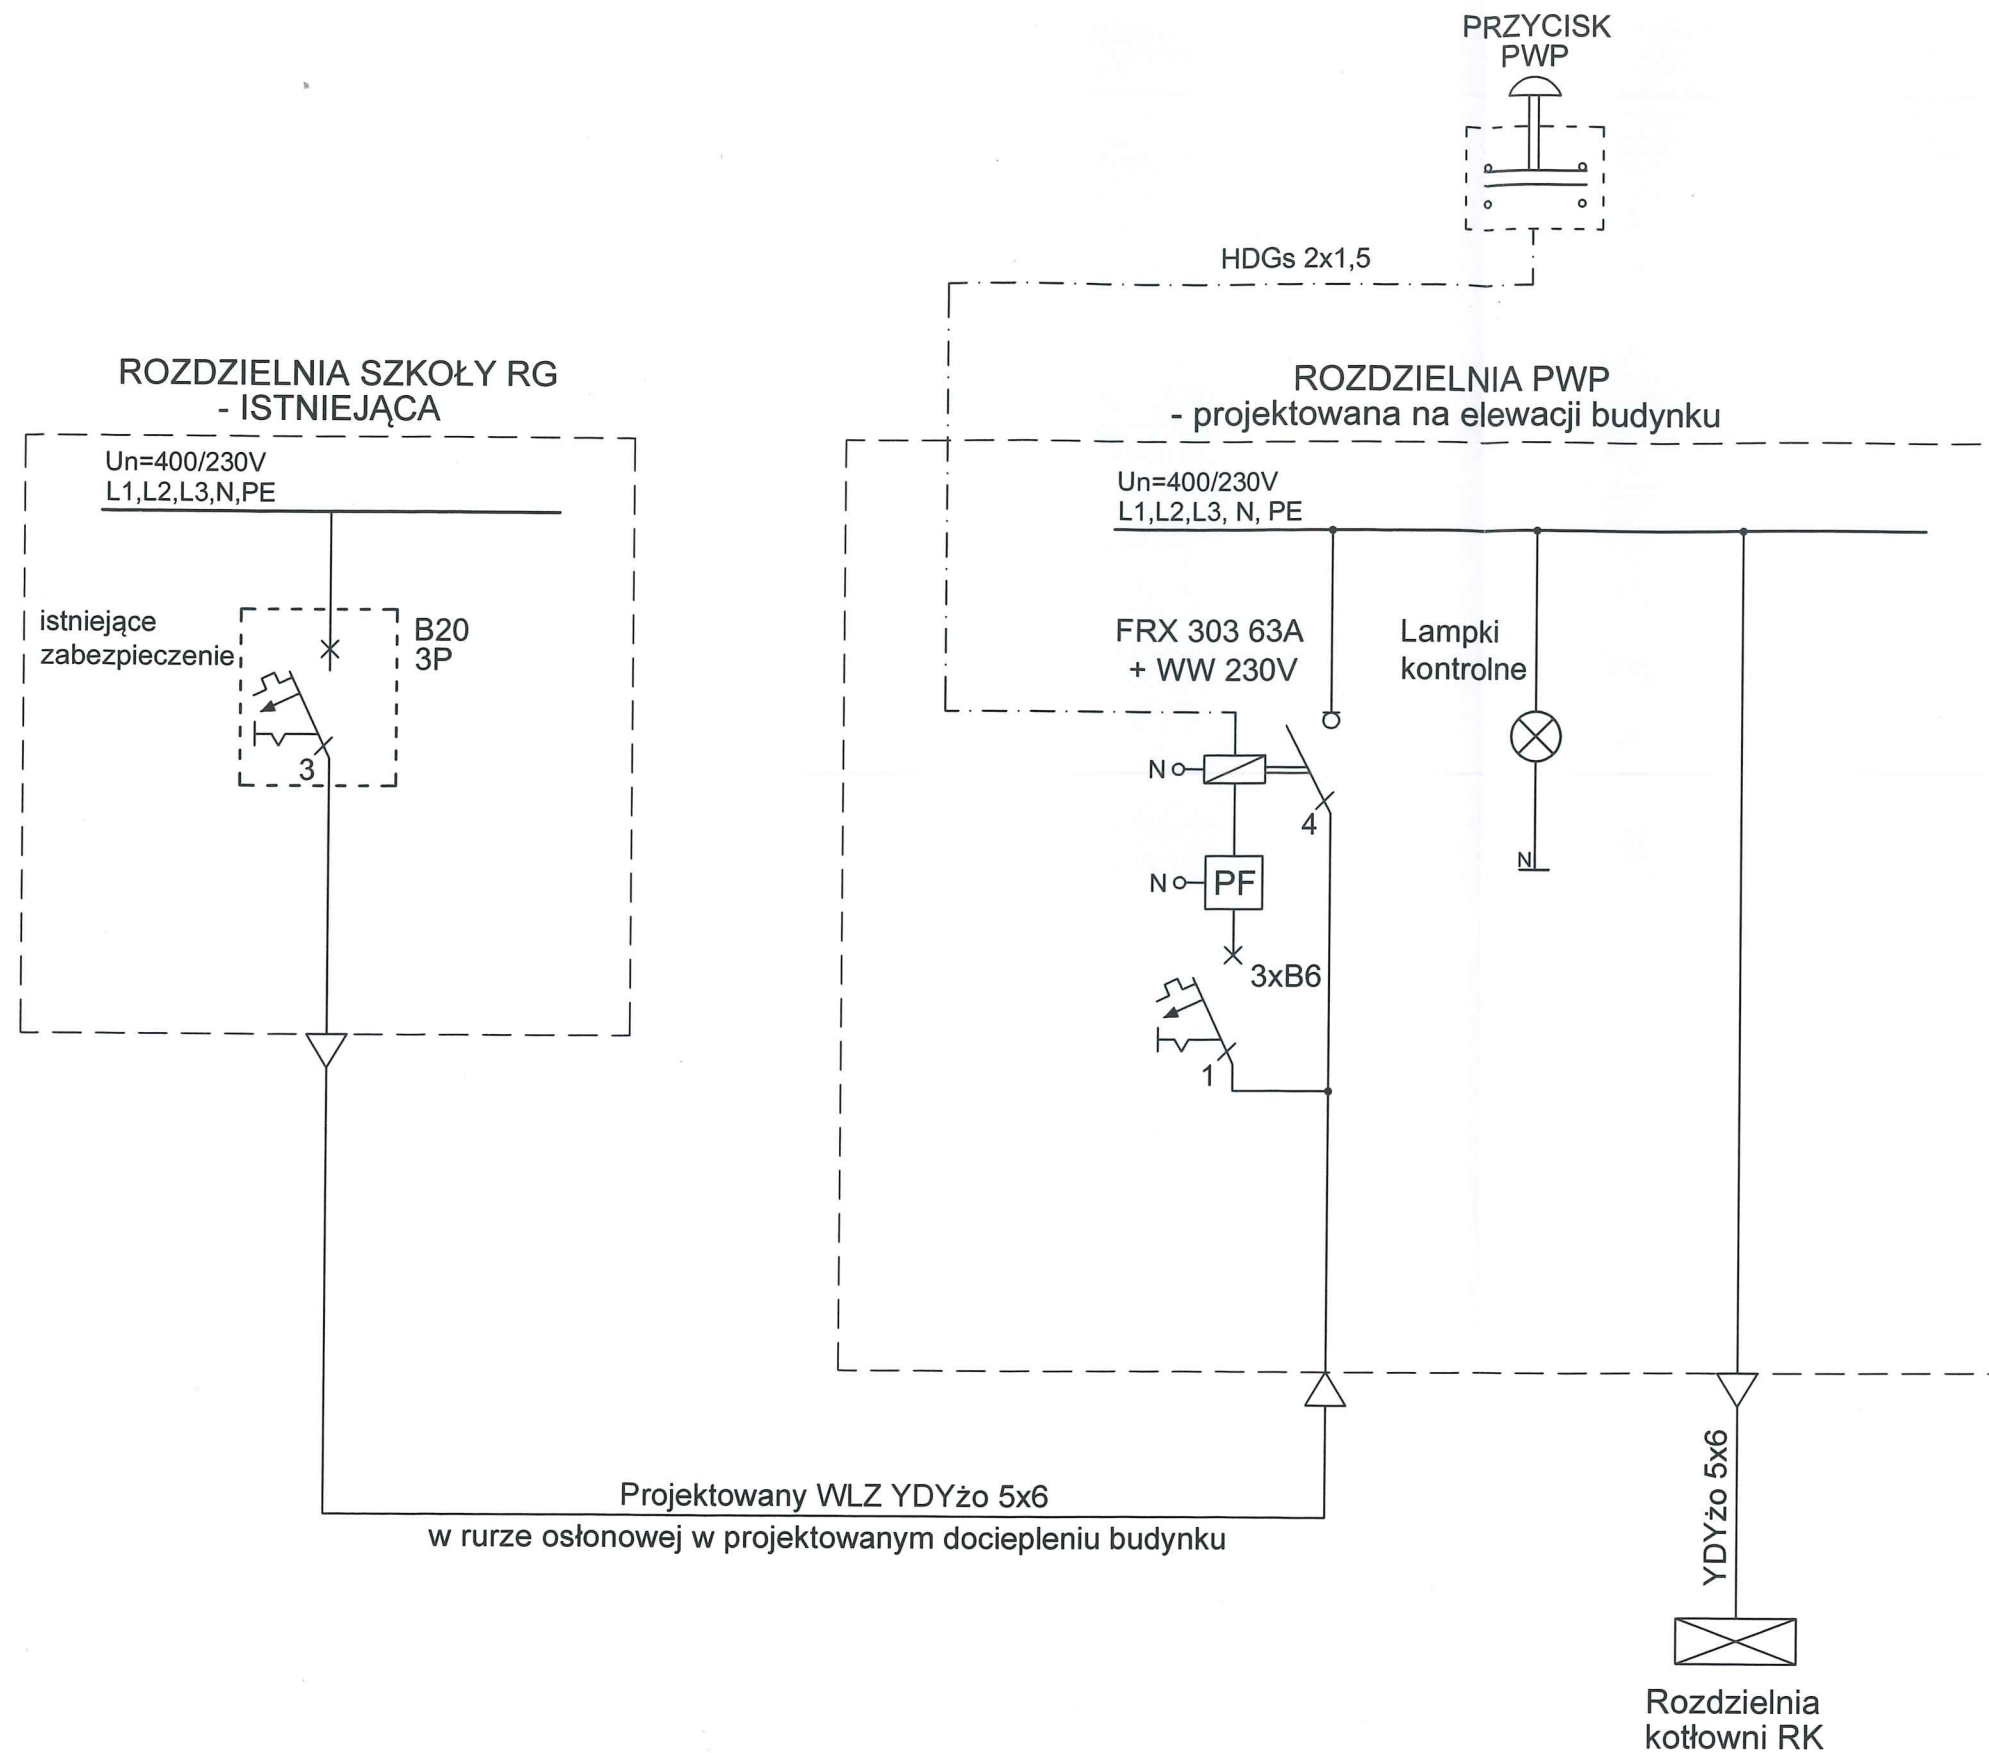 PRZYCISK
PWP
HDGs 2x1,5
ROZDZIELNIA SZKOŁY RG
- ISTNIEJĄCA
Un=400/230V
L1,L2,L3,N,PE
istniejące
zabezpieczenie
B20
3P
3
ROZDZIELNIA PWP
- projektowana na elewacji budynku
Un=400/230V
L1,L2,L3, N, PE
FRX 303 63A
+ WW 230V
Lampki
kontrolne
N
4
N
PF
N
3xB6
1
Projektowany WLZ YDYżo 5x6
w rurze osłonowej w projektowanym dociepleniu budynku
YDYżo 5x6
Rozdzielnia
kotłowni RK